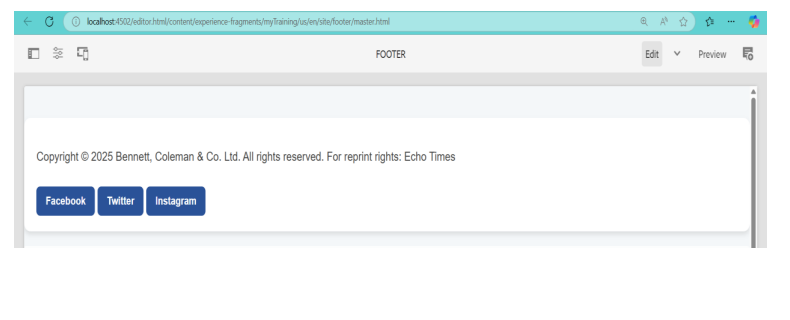 localhost:4502/editor.html/content/experience-fragments/myTraining/us/en/site/footer/master.html
FOOTER
Edit
Preview
Copyright © 2025 Bennett, Coleman & Co. Ltd. All rights reserved. For reprint rights: Echo Times
Facebook
Twitter
Instagram